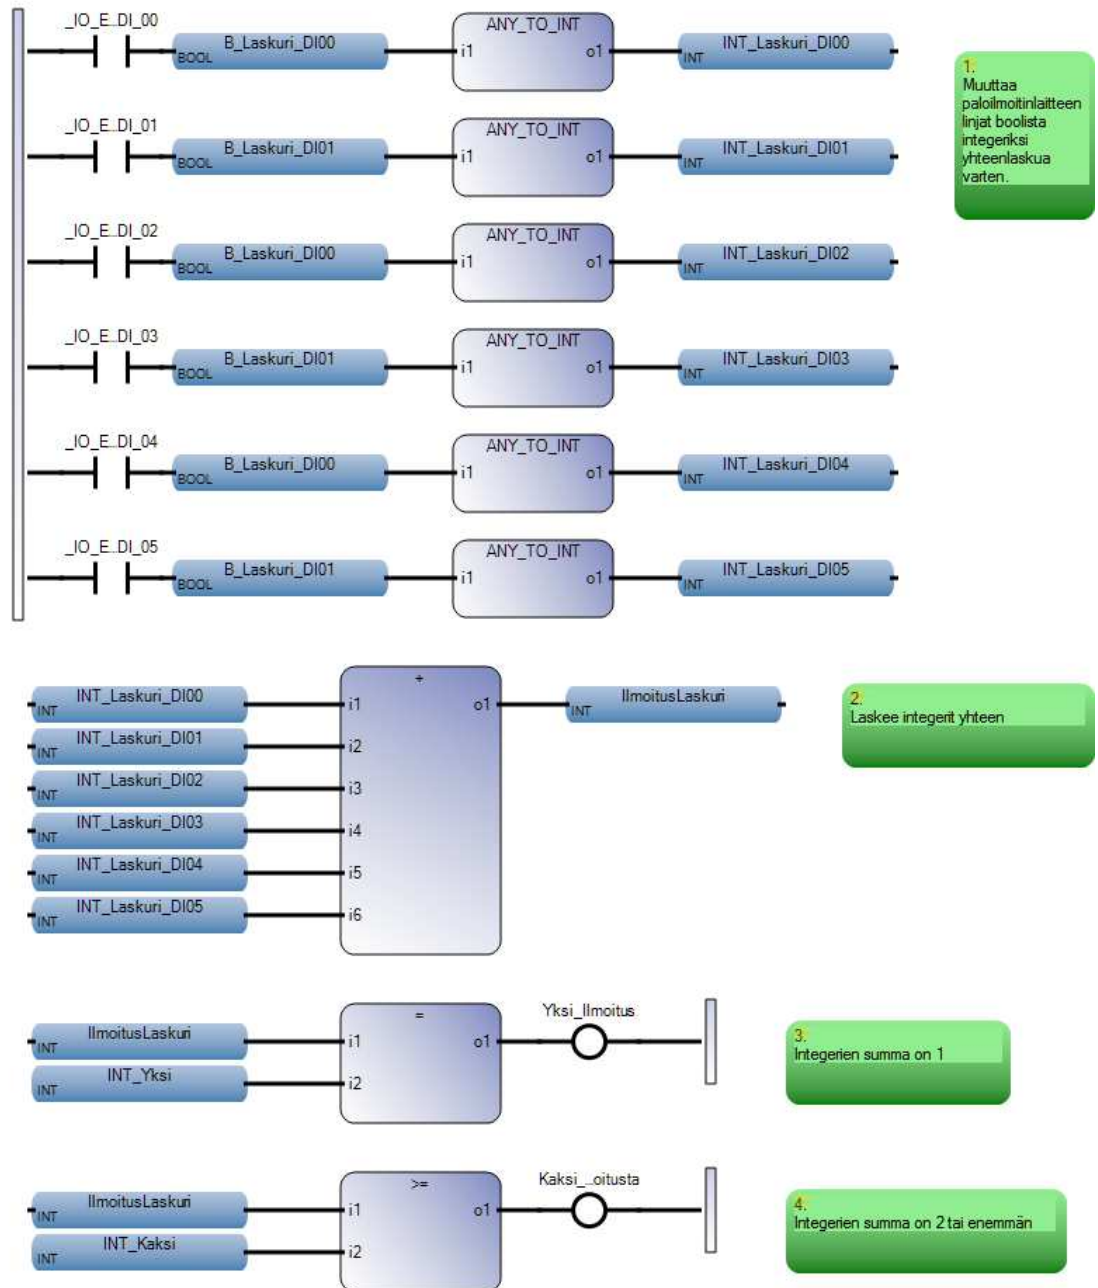 _IO_E..DI_00
B_Laskuri_DI00
BOOL
ANY_TO_INT
i1 o1
INT_Laskuri_DI00
INT
1.
Muuttaa
paloilmoitinlaitteen
linjat boolista
integeriksi
yhteenlaskua
varten.
_IO_E..DI_01
B_Laskuri_DI01
BOOL
ANY_TO_INT
i1 o1
INT_Laskuri_DI01
INT
_IO_E..DI_02
B_Laskuri_DI00
BOOL
ANY_TO_INT
i1 o1
INT_Laskuri_DI02
INT
_IO_E..DI_03
B_Laskuri_DI01
BOOL
ANY_TO_INT
i1 o1
INT_Laskuri_DI03
INT
_IO_E..DI_04
B_Laskuri_DI00
BOOL
ANY_TO_INT
i1 o1
INT_Laskuri_DI04
INT
_IO_E..DI_05
B_Laskuri_DI01
BOOL
ANY_TO_INT
i1 o1
INT_Laskuri_DI05
INT
+
INT_Laskuri_DI00
INT
i1 o1
IlmoitusLaskuri
INT
2.
Laskee integerit yhteen
INT_Laskuri_DI01
INT
i2
INT_Laskuri_DI02
INT
i3
INT_Laskuri_DI03
INT
i4
INT_Laskuri_DI04
INT
i5
INT_Laskuri_DI05
INT
i6
=
IlmoitusLaskuri
INT
i1 o1
Yksi_Ilmoitus
INT_Yksi
INT
i2
3.
Integerien summa on 1
>=
IlmoitusLaskuri
INT
i1 o1
Kaksi_...oitusta
INT_Kaksi
INT
i2
4.
Integerien summa on 2 tai enemmän